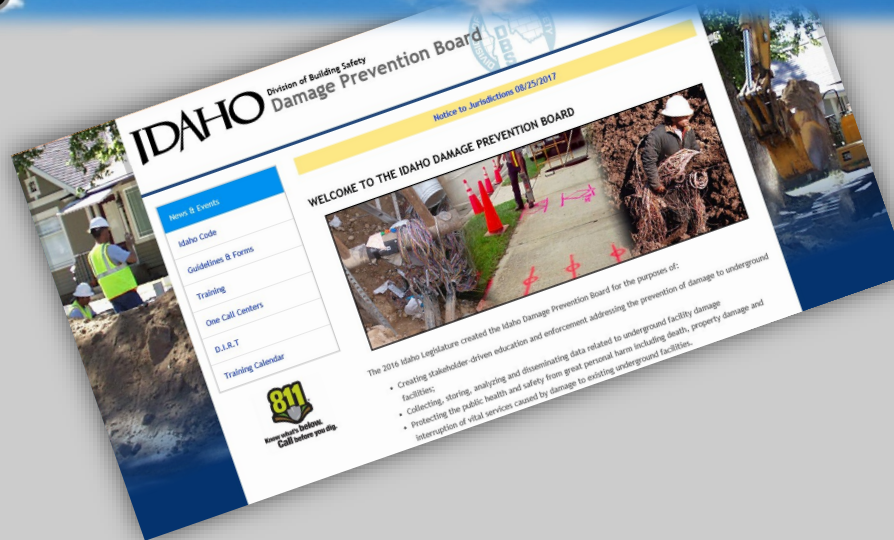 IDAHO
Division of Building Safety
Damage Prevention Board
Notice to Jurisdictions 08/25/2017
WELCOME TO THE IDAHO DAMAGE PREVENTION BOARD
News & Events
Idaho Code
Guidelines & Forms
Training
One Call Centers
D.I.R.T
Training Calendar
811
Know what's below.
Call before you dig.
The 2016 Idaho Legislature created the Idaho Damage Prevention Board for the purposes of:
• Creating stakeholder-driven education and enforcement addressing the prevention of damage to underground
facilities;
• Collecting, storing, analyzing and disseminating data related to underground facility damage
• Protecting the public health and safety from great personal harm including death, property damage and
interruption of vital services caused by damage to existing underground facilities.